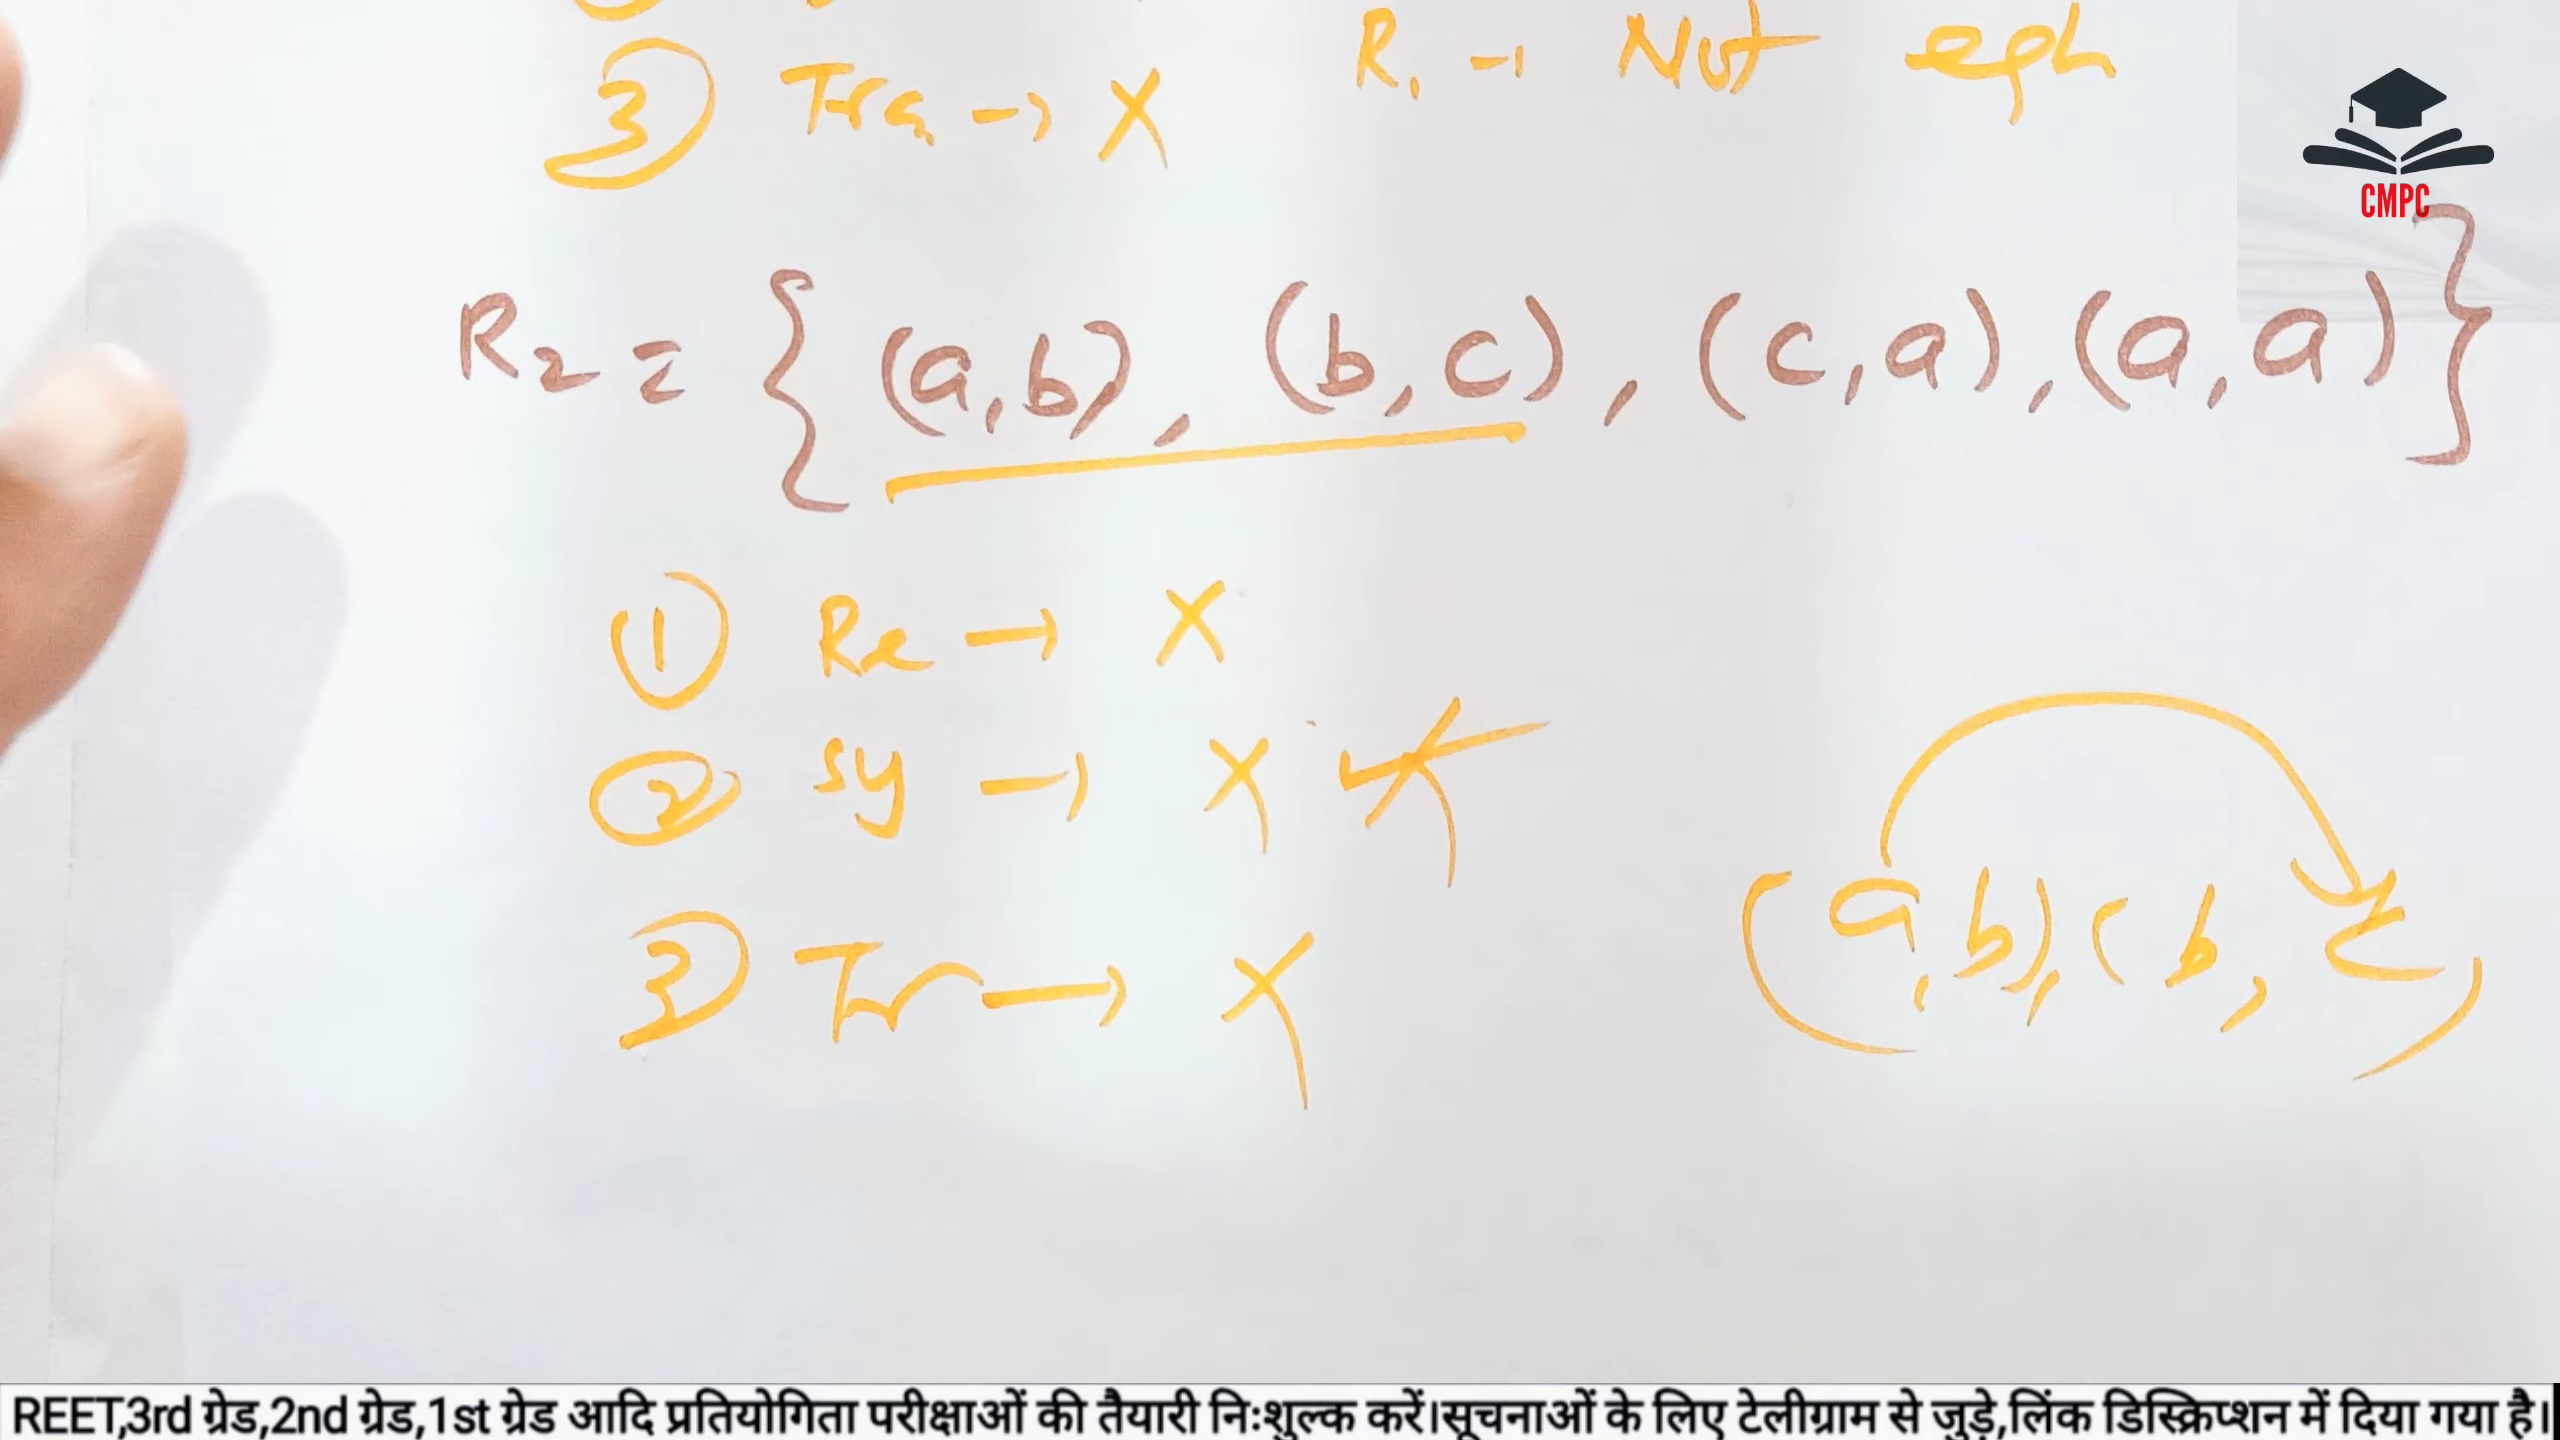 ③ Tra → X
R₁ → Not eqh
CMPC
R₂ = { (a,b), (b,c), (c,a), (a,a) }
① Re → X
② sy → X
③ Tr → X
(a,b), (b,c)
REET,3rd ग्रेड,2nd ग्रेड,1st ग्रेड आदि प्रतियोगिता परीक्षाओं की तैयारी निःशुल्क करें।सूचनाओं के लिए टेलीग्राम से जुड़े,लिंक डिस्क्रिप्शन में दिया गया है।